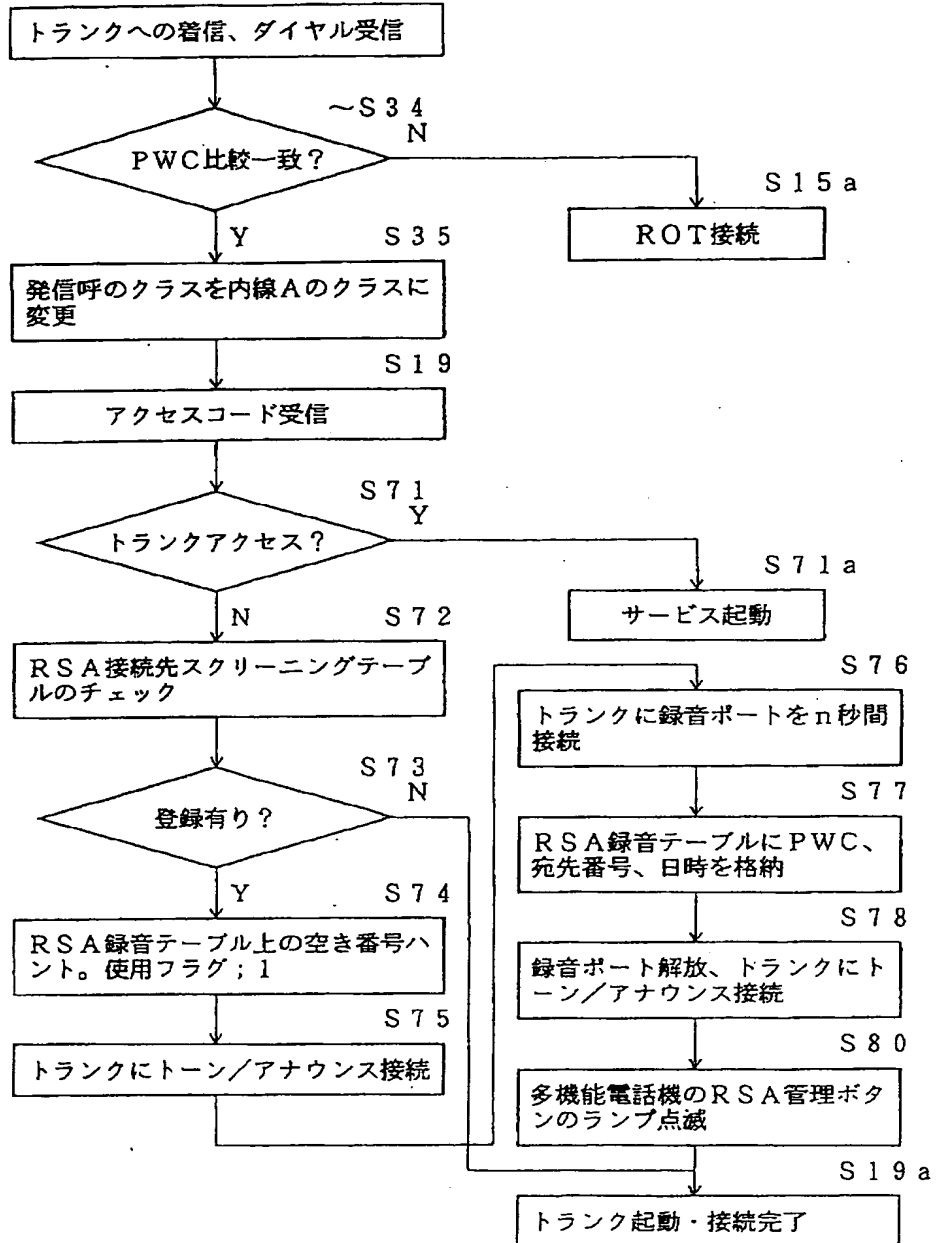 トランクへの着信、ダイヤル受信
〜S34
N
PWC比較一致？
S15a
ROT接続
Y
S35
発信呼のクラスを内線Aのクラスに
変更
S19
アクセスコード受信
S71
Y
トランクアクセス？
S71a
サービス起動
N
S72
RSA接続先スクリーニングテーブ
ルのチェック
S73
N
登録有り？
Y
S74
RSA録音テーブル上の空き番号ハ
ント。使用フラグ；1
S75
トランクにトーン／アナウンス接続
S76
トランクに録音ポートをn秒間
接続
S77
RSA録音テーブルにPWC、
宛先番号、日時を格納
S78
録音ポート解放、トランクにト
ーン／アナウンス接続
S80
多機能電話機のRSA管理ボタ
ンのランプ点滅
S19a
トランク起動・接続完了